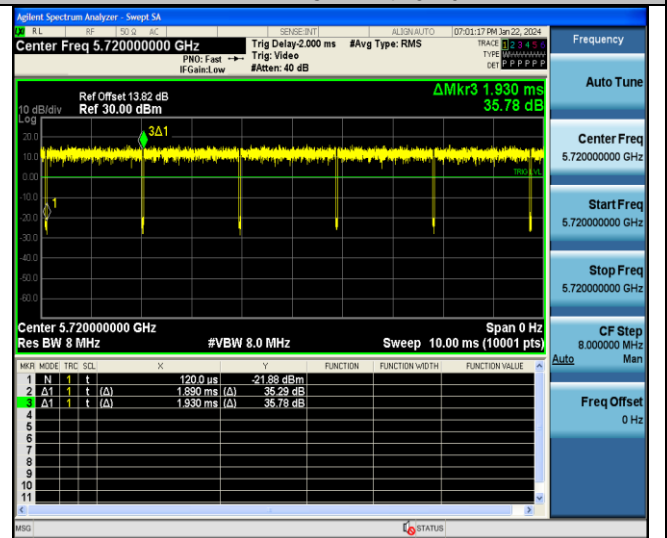 Agilent Spectrum Analyzer - Swept SA
RL RF 50 Ω AC SENSE:INT ALIGNAUTO 07:01:17 PM Jan 22, 2024
Center Freq 5.720000000 GHz Trig Delay-2.000 ms #Avg Type: RMS TRACE 1 2 3 4 5 6
PNO: Fast Trig: Video TYPE
IFGain:Low #Atten: 40 dB DET P P P P P P
ΔMkr3 1.930 ms
35.78 dB
Ref Offset 13.82 dB
10 dB/div Ref 30.00 dBm
Log
20.0
10.0
0.00
-10.0
-20.0
-30.0
-40.0
-50.0
-60.0
3Δ1
TRIG LVL
1
Center 5.720000000 GHz Span 0 Hz
Res BW 8 MHz #VBW 8.0 MHz Sweep 10.00 ms (10001 pts)
MKR MODE TRC SCL X Y FUNCTION FUNCTION WIDTH FUNCTION VALUE
1 N 1 t 120.0 us -21.88 dBm
2 Δ1 1 t (Δ) 1.890 ms (Δ) 35.29 dB
3 Δ1 1 t (Δ) 1.930 ms (Δ) 35.78 dB
4
5
6
7
8
9
10
11
MSG STATUS
Frequency
Auto Tune
Center Freq
5.720000000 GHz
Start Freq
5.720000000 GHz
Stop Freq
5.720000000 GHz
CF Step
8.000000 MHz
Auto Man
Freq Offset
0 Hz